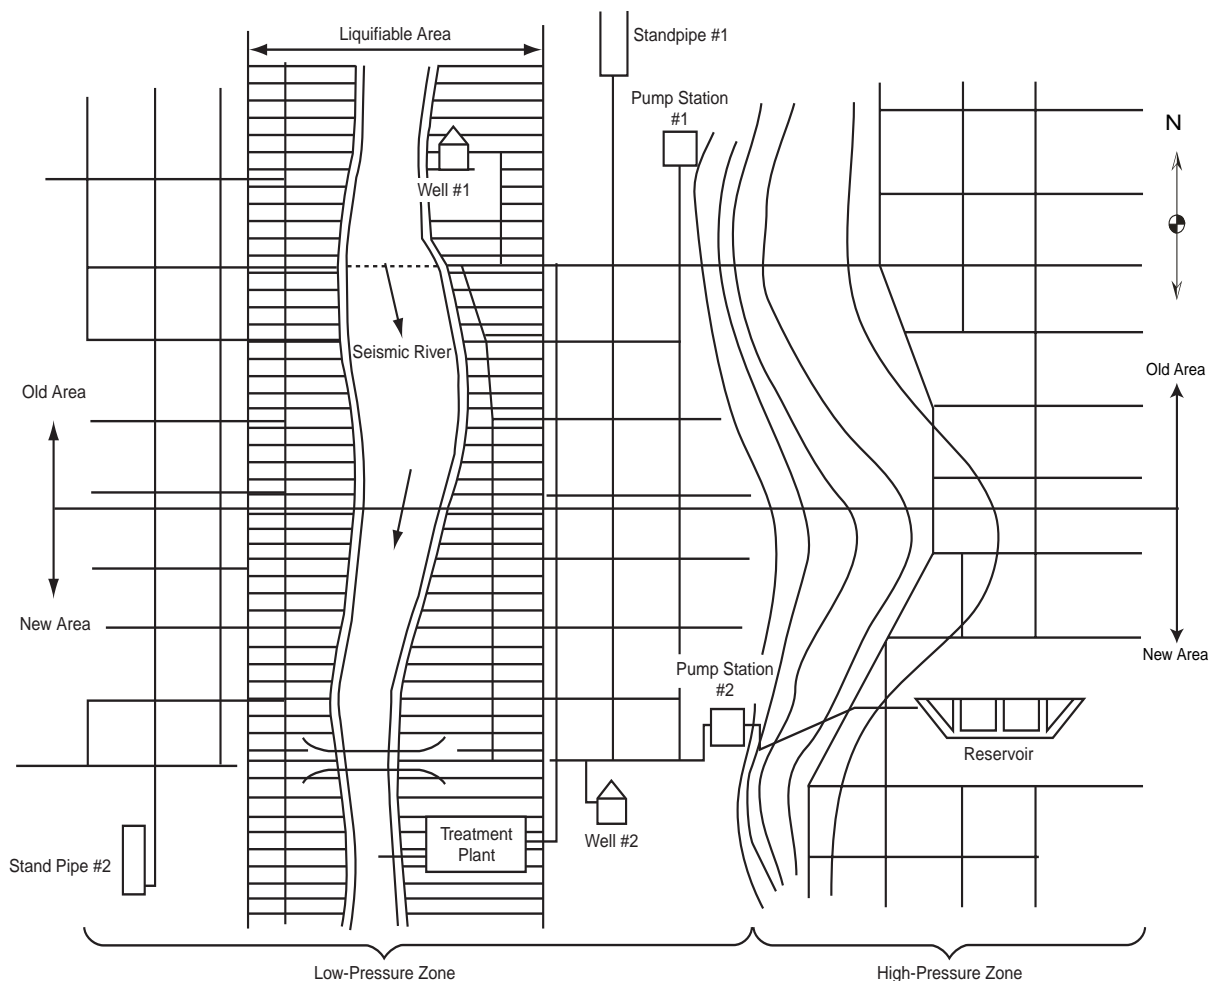 Liquifiable Area
Standpipe #1
Pump Station
#1
N
Well #1
Seismic River
Old Area
Old Area
New Area
New Area
Pump Station
#2
Reservoir
Treatment
Plant
Well #2
Stand Pipe #2
Low-Pressure Zone
High-Pressure Zone